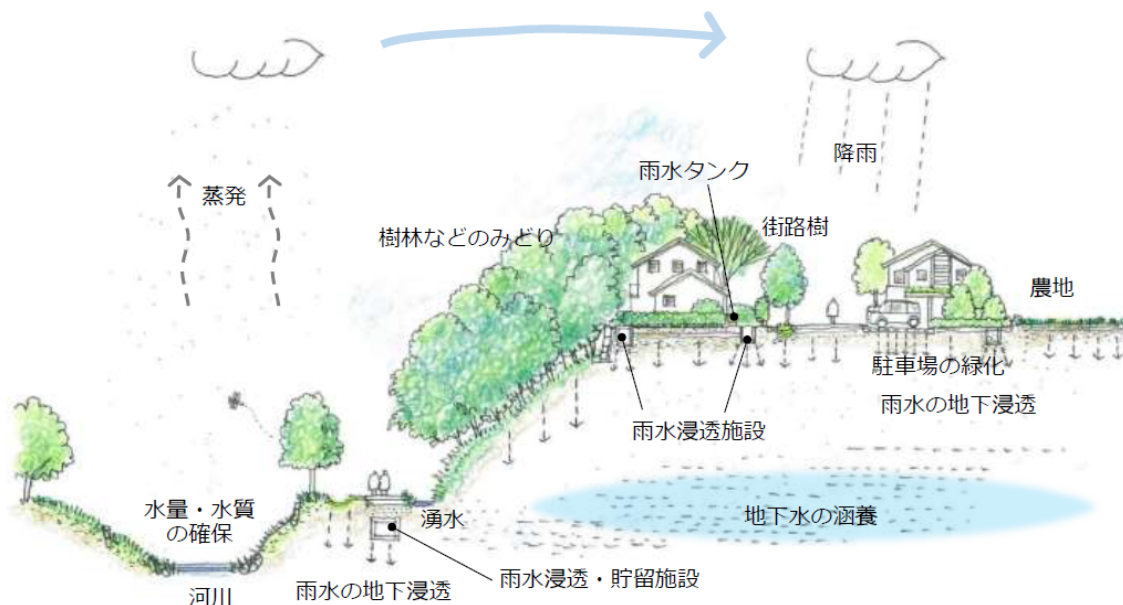 降雨
雨水タンク
蒸発
街路樹
樹林などのみどり
農地
駐車場の緑化
雨水の地下浸透
雨水浸透施設
水量・水質
の確保
湧水
地下水の涵養
雨水浸透・貯留施設
雨水の地下浸透
河川